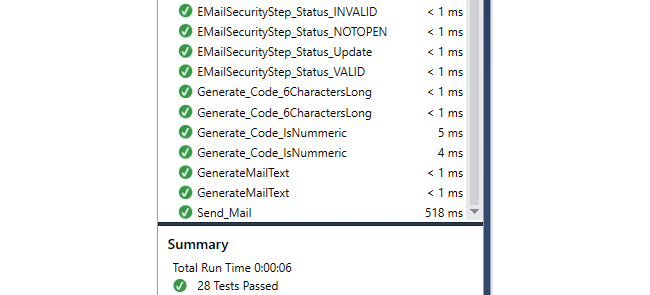 EMailSecurityStep_Status_INVALID < 1 ms
EMailSecurityStep_Status_NOTOPEN < 1 ms
EMailSecurityStep_Status_Update < 1 ms
EMailSecurityStep_Status_VALID < 1 ms
Generate_Code_6CharactersLong < 1 ms
Generate_Code_6CharactersLong < 1 ms
Generate_Code_IsNummeric 5 ms
Generate_Code_IsNummeric 4 ms
GenerateMailText < 1 ms
GenerateMailText < 1 ms
Send_Mail 518 ms
Summary
Total Run Time 0:00:06
28 Tests Passed